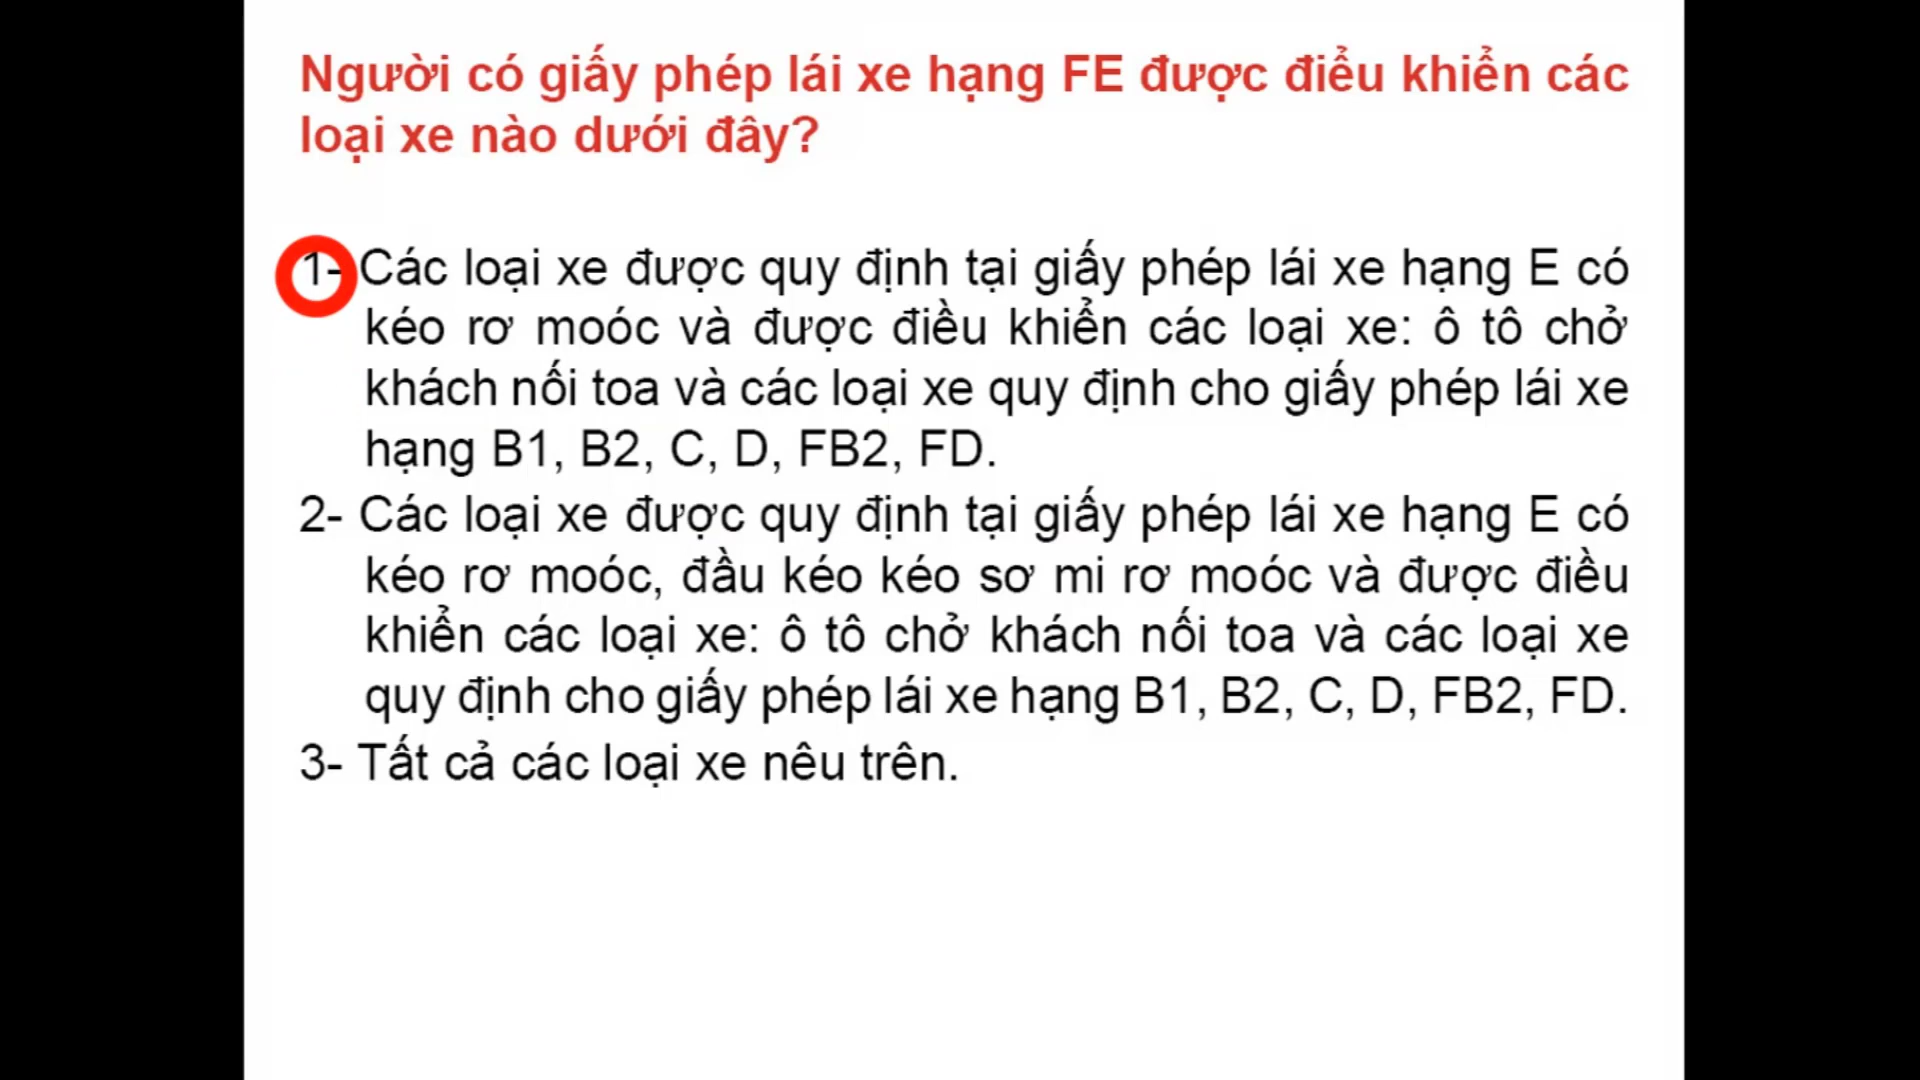 Người có giấy phép lái xe hạng FE được điểu khiển các
loại xe nào dưới đây?
1- Các loại xe được quy định tại giấy phép lái xe hạng E có
kéo rơ moóc và được điều khiển các loại xe: ô tô chở
khách nối toa và các loại xe quy định cho giấy phép lái xe
hạng B1, B2, C, D, FB2, FD.
2- Các loại xe được quy định tại giấy phép lái xe hạng E có
kéo rơ moóc, đầu kéo kéo sơ mi rơ moóc và được điều
khiển các loại xe: ô tô chở khách nối toa và các loại xe
quy định cho giấy phép lái xe hạng B1, B2, C, D, FB2, FD.
3- Tất cả các loại xe nêu trên.